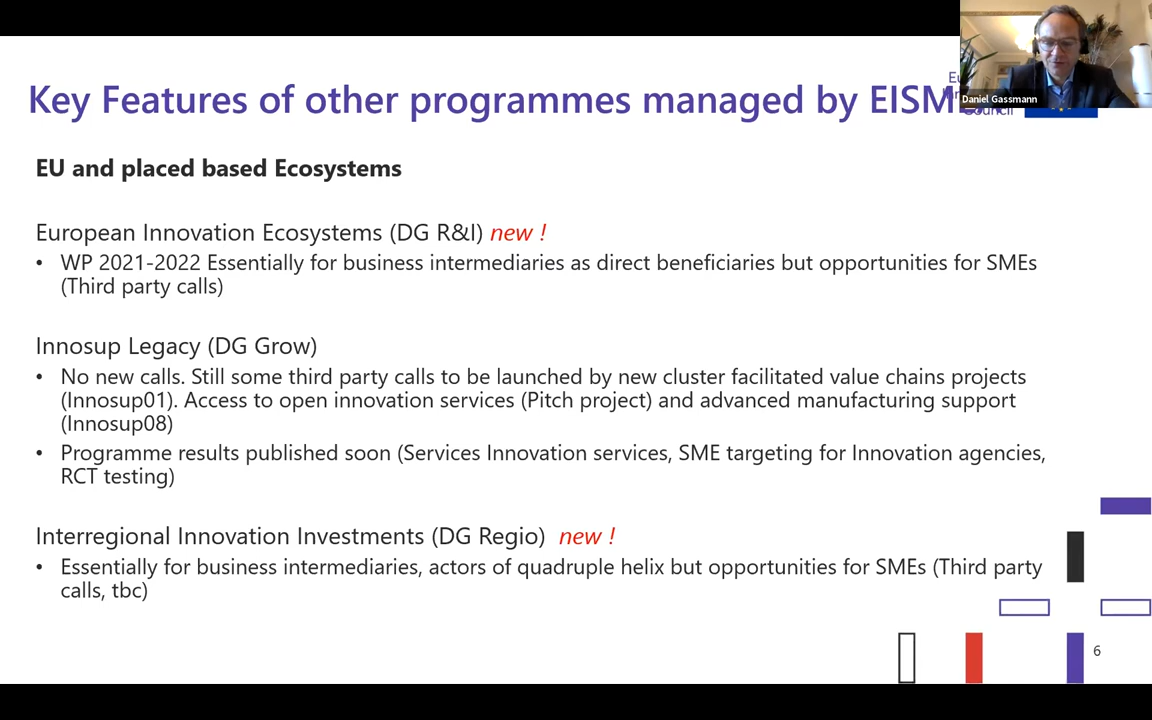 Key Features of other programmes managed by EISM
Daniel Gassmann
Council
EU and placed based Ecosystems
European Innovation Ecosystems (DG R&I) new !
• WP 2021-2022 Essentially for business intermediaries as direct beneficiaries but opportunities for SMEs
(Third party calls)
Innosup Legacy (DG Grow)
• No new calls. Still some third party calls to be launched by new cluster facilitated value chains projects
(Innosup01). Access to open innovation services (Pitch project) and advanced manufacturing support
(Innosup08)
• Programme results published soon (Services Innovation services, SME targeting for Innovation agencies,
RCT testing)
Interregional Innovation Investments (DG Regio) new !
• Essentially for business intermediaries, actors of quadruple helix but opportunities for SMEs (Third party
calls, tbc)
6